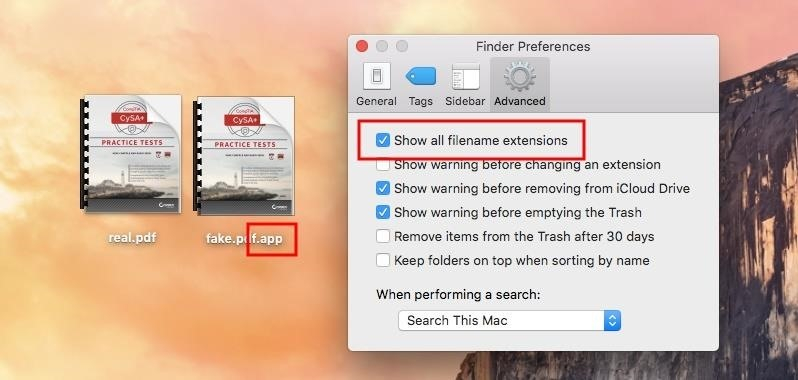 Finder Preferences
General Tags Sidebar Advanced
CompTIA
CySA+
PRACTICE TESTS
CompTIA
CySA+
PRACTICE TESTS
real.pdf
fake.pdf.app
Show all filename extensions
Show warning before changing an extension
Show warning before removing from iCloud Drive
Show warning before emptying the Trash
Remove items from the Trash after 30 days
Keep folders on top when sorting by name
When performing a search:
Search This Mac